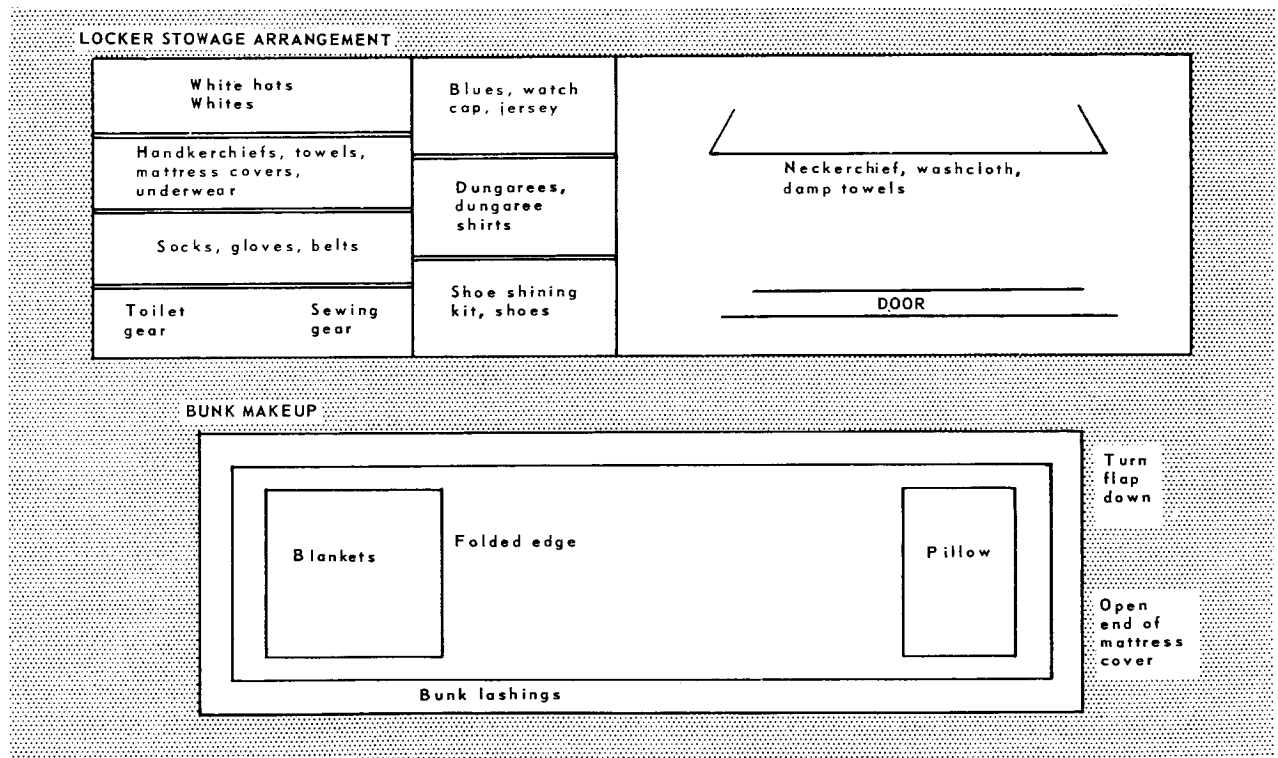 LOCKER STOWAGE ARRANGEMENT
White hats
Whites
Handkerchiefs, towels,
mattress covers,
underwear
Socks, gloves, belts
Toilet
gear
Sewing
gear
Blues, watch
cap, jersey
Dungarees,
dungaree
shirts
Shoe shining
kit, shoes
Neckerchief, washcloth,
damp towels
DOOR
BUNK MAKEUP
Blankets
Folded edge
Pillow
Bunk lashings
Turn
flap
down
Open
end of
mattress
cover